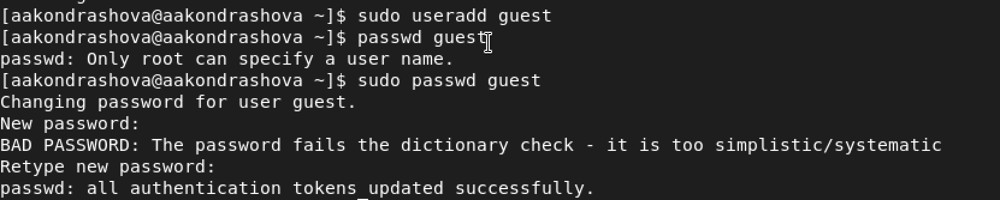 [aakondrashova@aakondrashova ~]$ sudo useradd guest
[aakondrashova@aakondrashova ~]$ passwd guest
passwd: Only root can specify a user name.
[aakondrashova@aakondrashova ~]$ sudo passwd guest
Changing password for user guest.
New password:
BAD PASSWORD: The password fails the dictionary check - it is too simplistic/systematic
Retype new password:
passwd: all authentication tokens updated successfully.